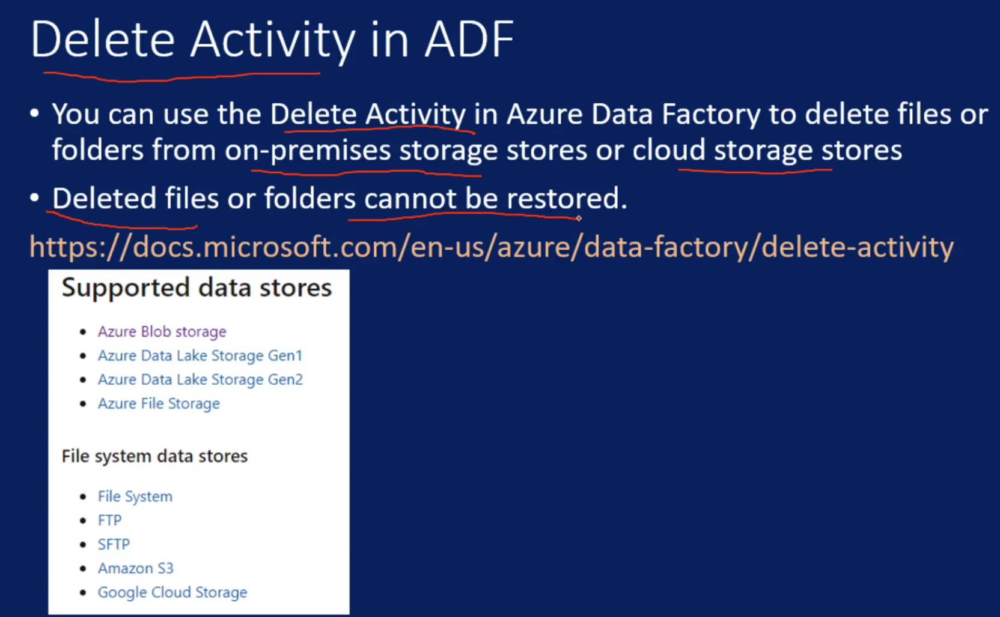 Delete Activity in ADF
• You can use the Delete Activity in Azure Data Factory to delete files or
folders from on-premises storage stores or cloud storage stores
• Deleted files or folders cannot be restored.
https://docs.microsoft.com/en-us/azure/data-factory/delete-activity
Supported data stores
• Azure Blob storage
• Azure Data Lake Storage Gen1
• Azure Data Lake Storage Gen2
• Azure File Storage
File system data stores
• File System
• FTP
• SFTP
• Amazon S3
• Google Cloud Storage